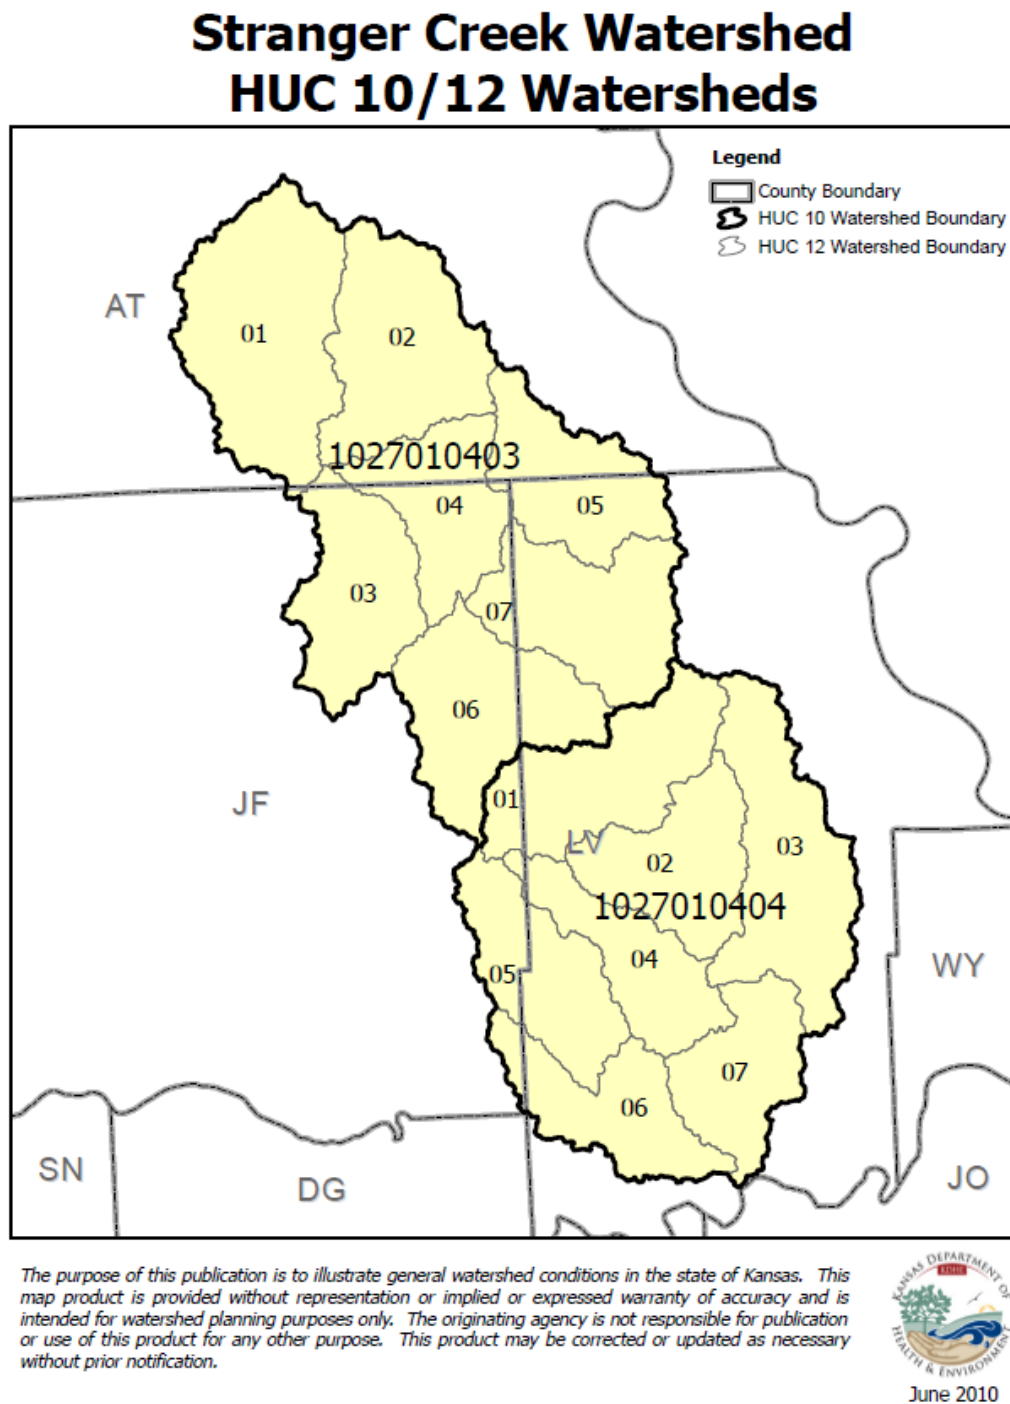 Stranger Creek Watershed
HUC 10/12 Watersheds
Legend
County Boundary
HUC 10 Watershed Boundary
HUC 12 Watershed Boundary
AT
01
02
1027010403
04
05
03
07
06
01
JF
LV
02
03
1027010404
04
05
WY
07
06
SN
DG
JO
The purpose of this publication is to illustrate general watershed conditions in the state of Kansas. This
map product is provided without representation or implied or expressed warranty of accuracy and is
intended for watershed planning purposes only. The originating agency is not responsible for publication
or use of this product for any other purpose. This product may be corrected or updated as necessary
without prior notification.
KANSAS DEPARTMENT OF
KDHE
HEALTH & ENVIRONMENT
June 2010